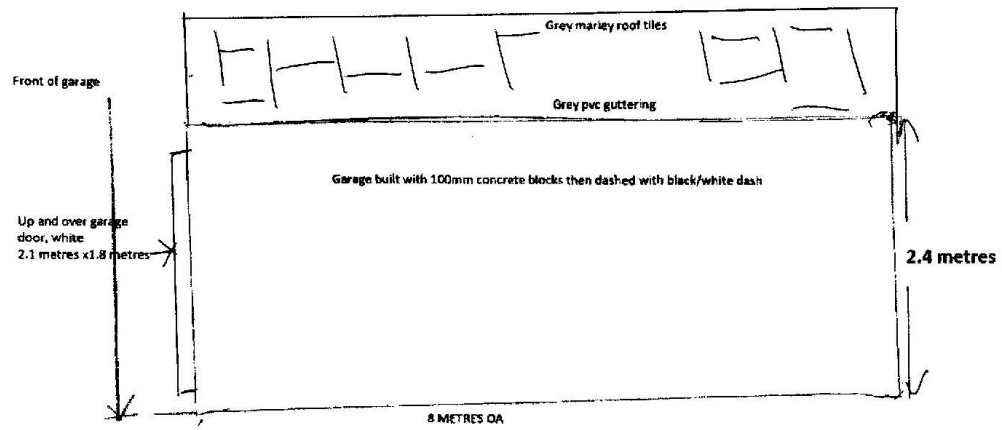 Grey marley roof tiles
Front of garage
Grey pvc guttering
Garage built with 100mm concrete blocks then dashed with black/white dash
Up and over garage
door, white
2.1 metres x1.8 metres
2.4 metres
8 METRES OA